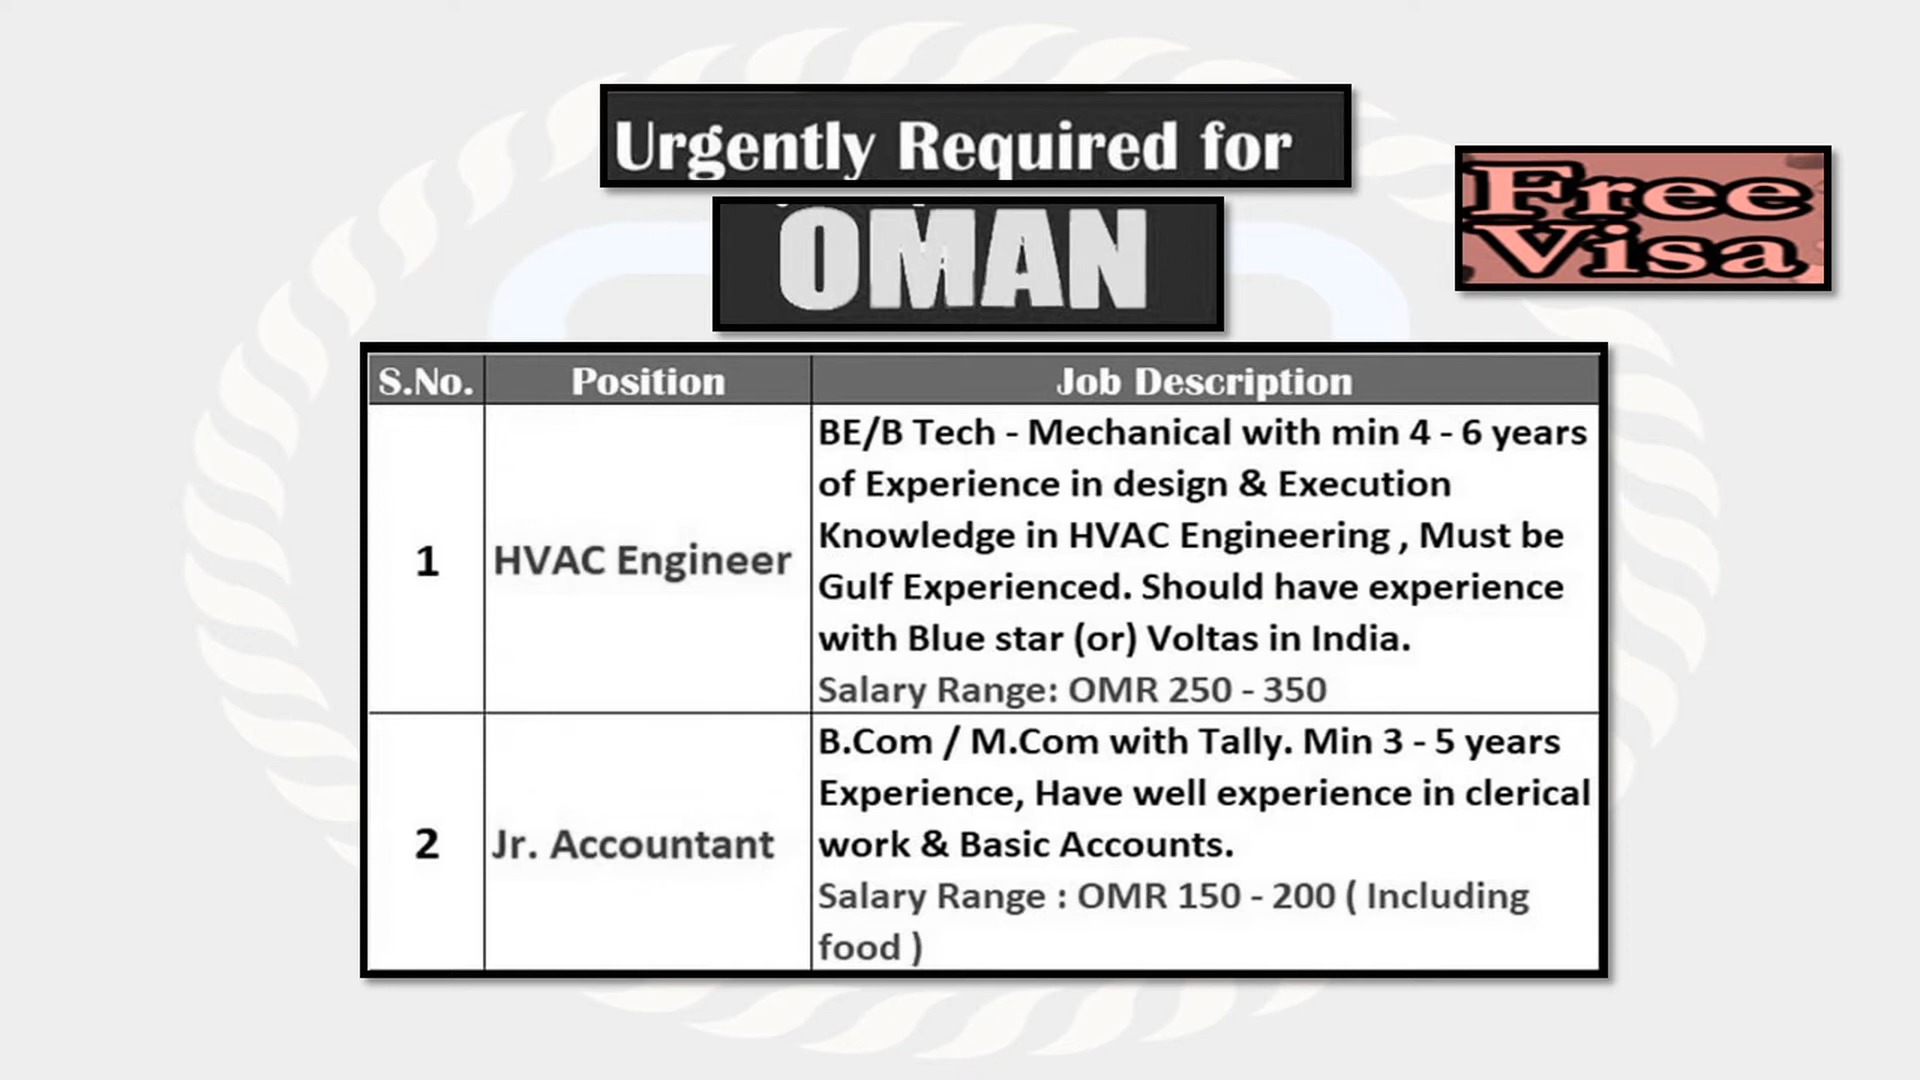 Urgently Required for
OMAN
Free
Visa
S.No. Position Job Description
1 HVAC Engineer
BE/B Tech - Mechanical with min 4 - 6 years
of Experience in design & Execution
Knowledge in HVAC Engineering , Must be
Gulf Experienced. Should have experience
with Blue star (or) Voltas in India.
Salary Range: OMR 250 - 350
2 Jr. Accountant
B.Com / M.Com with Tally. Min 3 - 5 years
Experience, Have well experience in clerical
work & Basic Accounts.
Salary Range : OMR 150 - 200 ( Including
food )